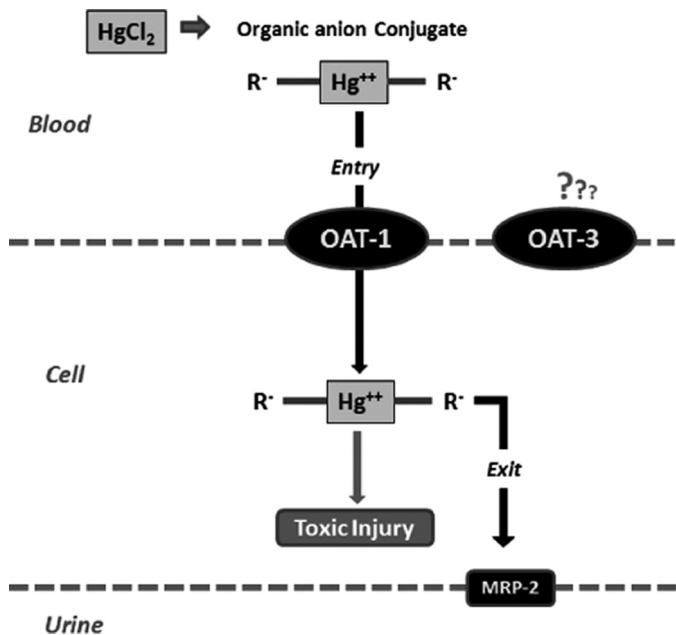 HgCl₂
Organic anion Conjugate
R⁻ Hg⁺⁺ R⁻
Blood
Entry
???
OAT-1 OAT-3
Cell
R⁻ Hg⁺⁺ R⁻
Exit
Toxic Injury
MRP-2
Urine